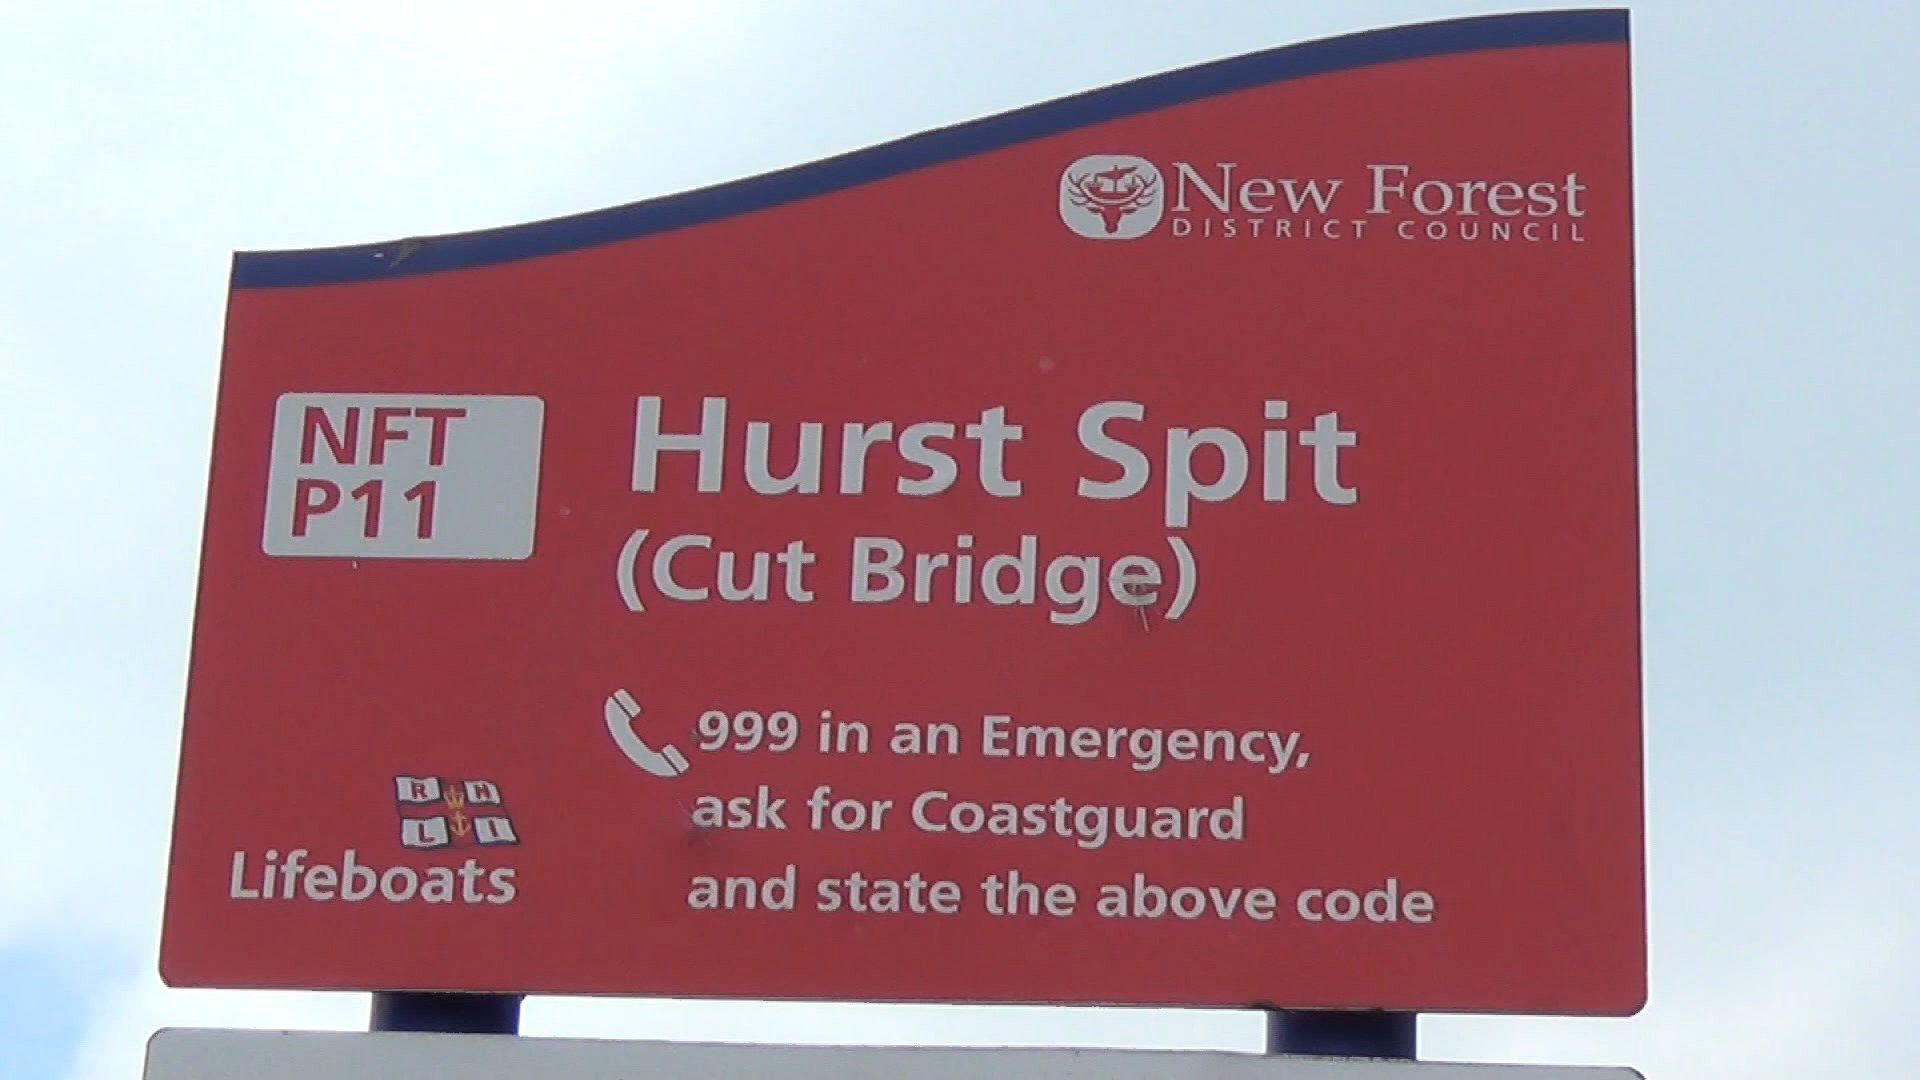 New Forest
DISTRICT COUNCIL
NFT
P11
Hurst Spit
(Cut Bridge)
999 in an Emergency,
ask for Coastguard
and state the above code
R N
L I
Lifeboats